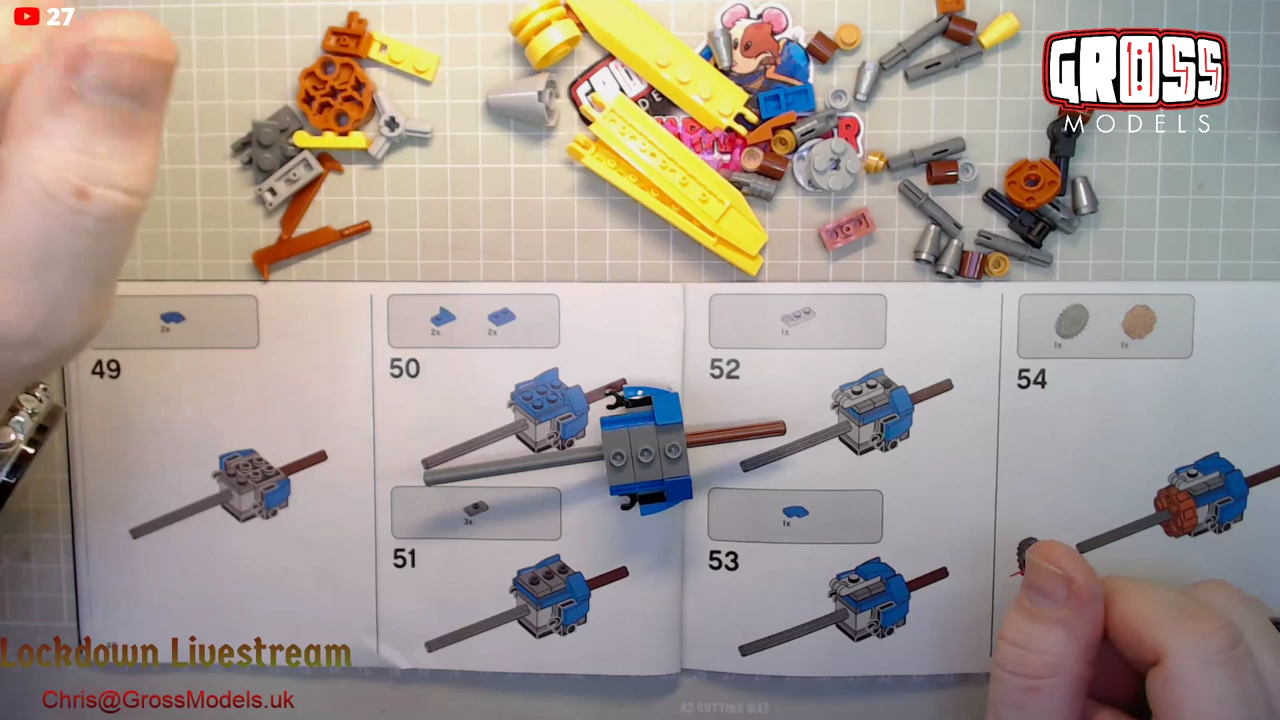 27
GROSS
MODELS
2x
49
2x
2x
50
3x
51
1x
52
1x
53
1x
1x
54
Lockdown Livestream
Chris@GrossModels.uk
A2 CUTTING MAT